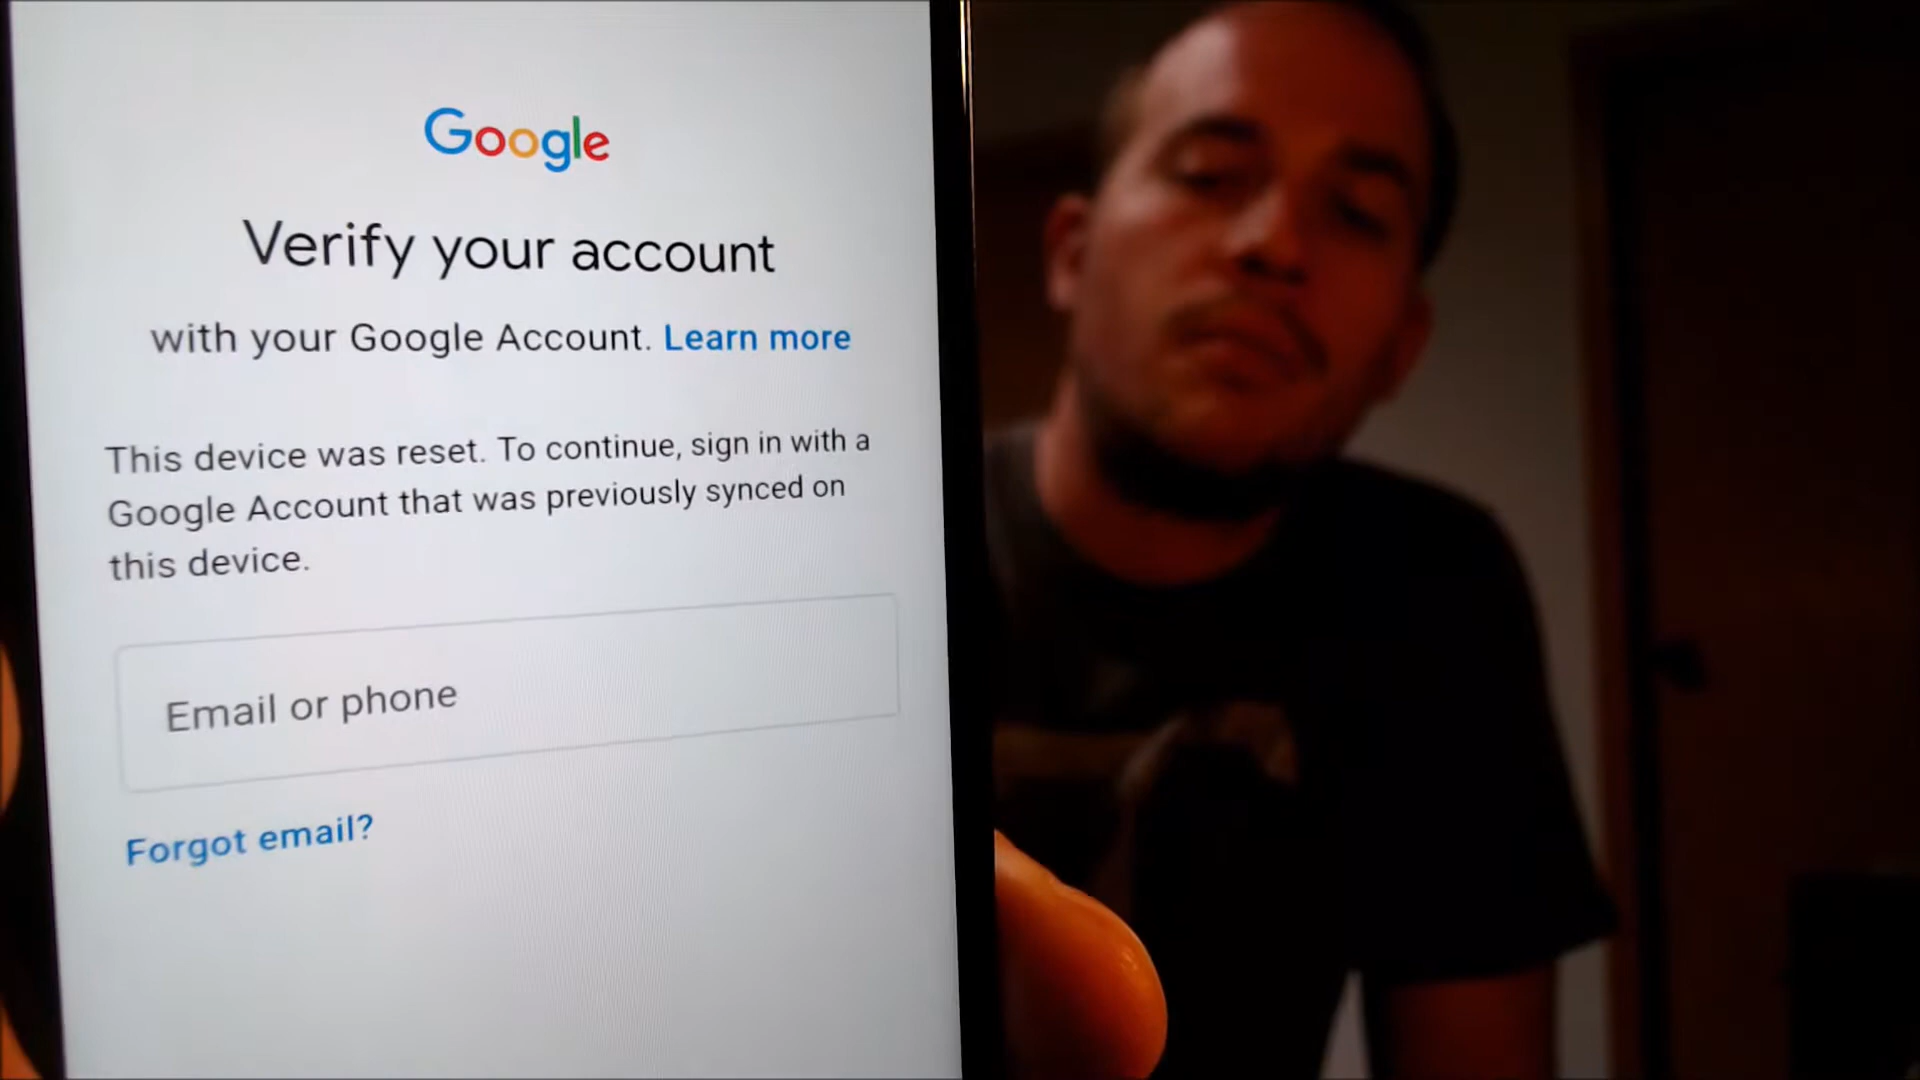 Google
Verify your account
with your Google Account. Learn more
This device was reset. To continue, sign in with a
Google Account that was previously synced on
this device.
Email or phone
Forgot email?